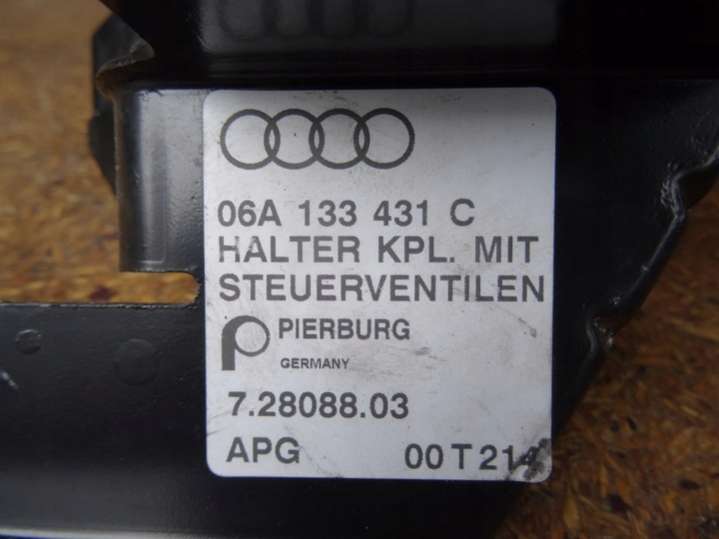 06A 133 431 C
HALTER KPL. MIT
STEUERVENTILEN
PIERBURG
GERMANY
7.28088.03
APG 00T214